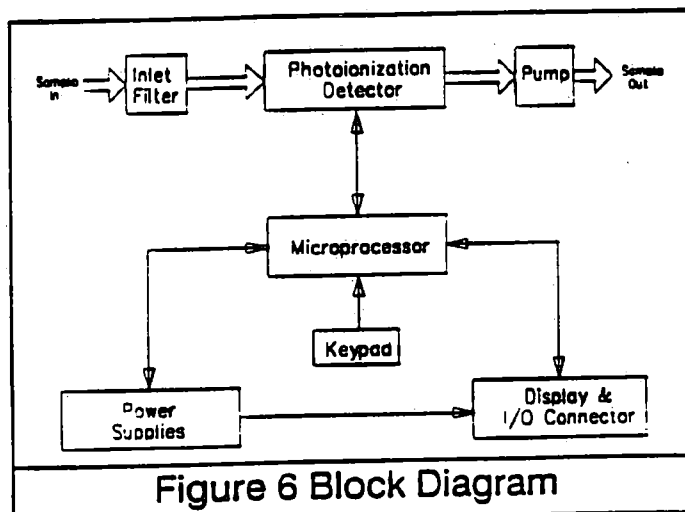 Sample
In
Inlet
Filter
Photoionization
Detector
Pump
Sample
Out
Microprocessor
Keypad
Power
Supplies
Display &
I/O Connector
Figure 6 Block Diagram